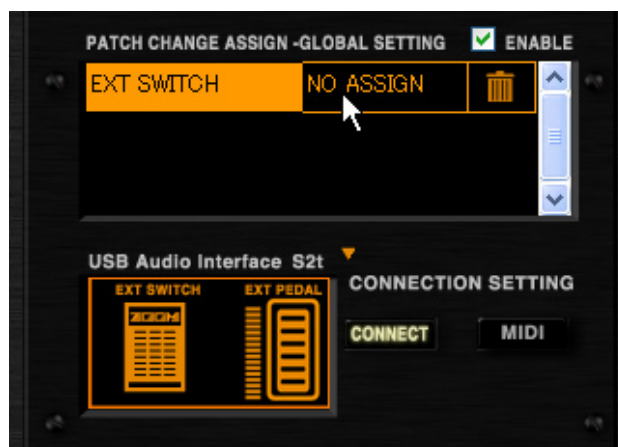 PATCH CHANGE ASSIGN -GLOBAL SETTING ENABLE
EXT SWITCH NO ASSIGN
USB Audio Interface S2t
CONNECTION SETTING
EXT SWITCH EXT PEDAL
ZOOM
CONNECT MIDI